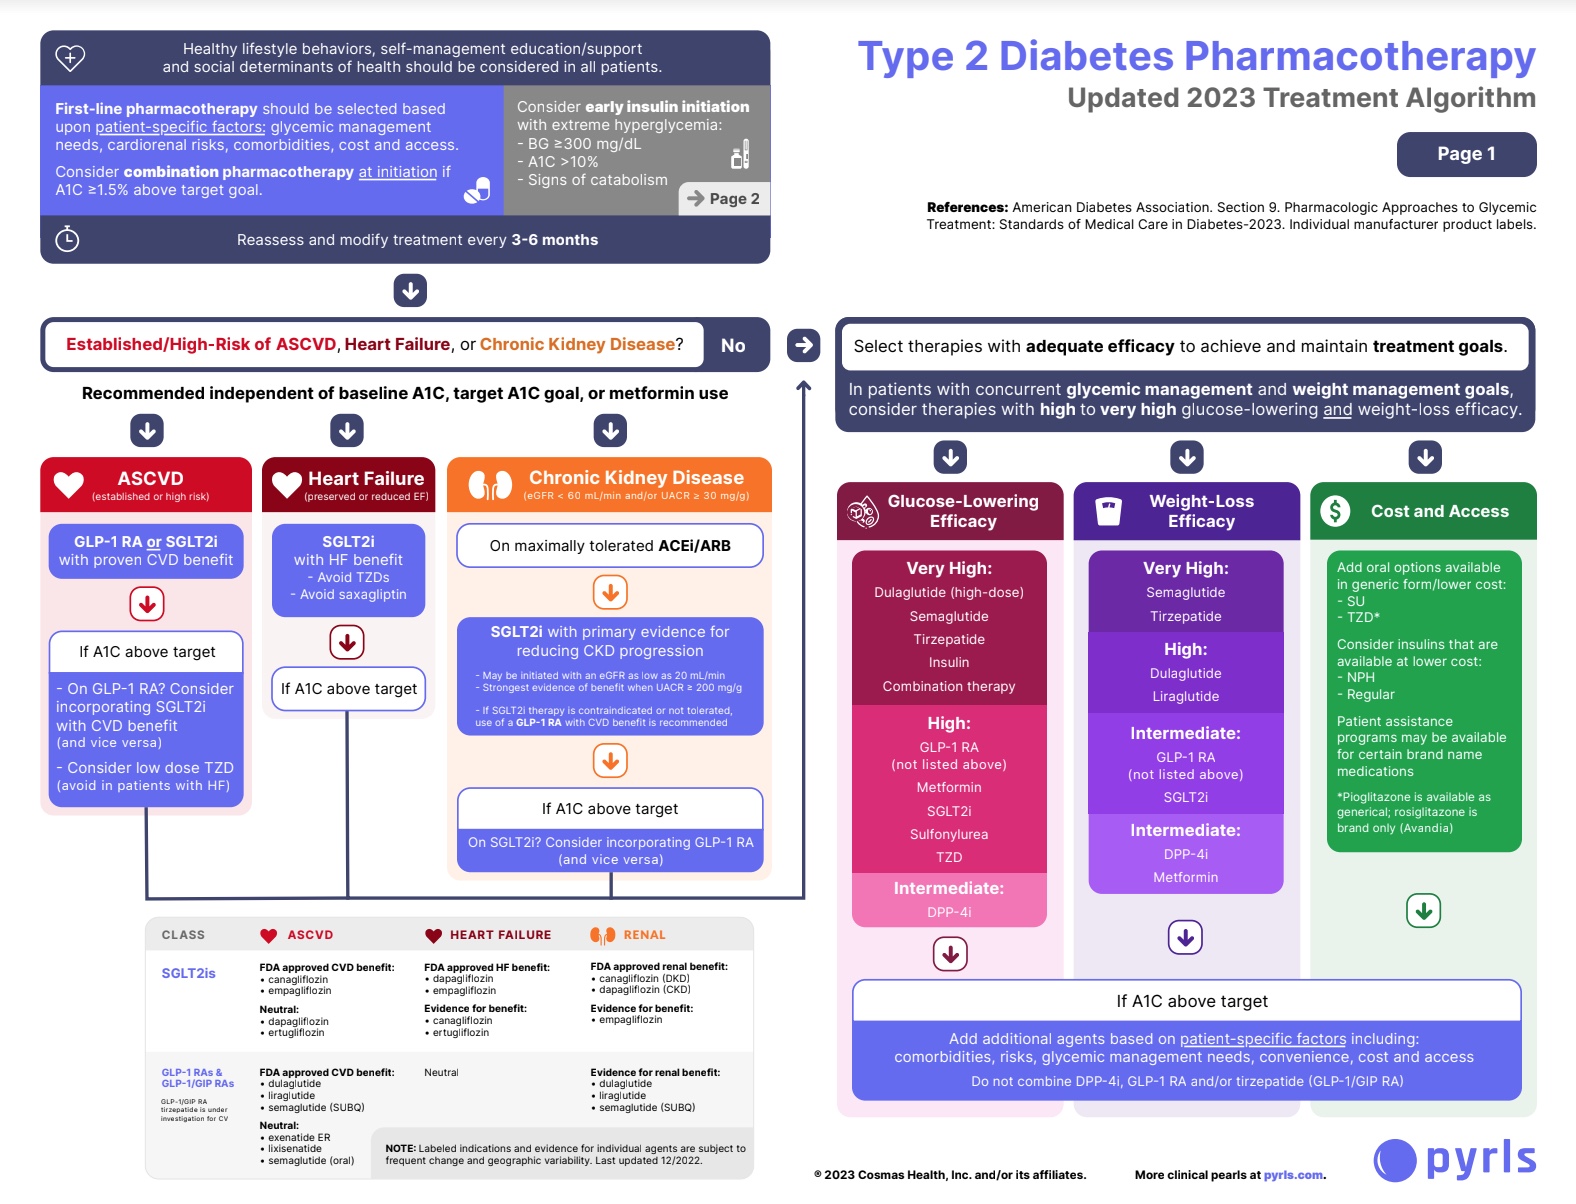 Healthy lifestyle behaviors, self-management education/support
and social determinants of health should be considered in all patients.
First-line pharmacotherapy should be selected based
upon patient-specific factors: glycemic management
needs, cardiorenal risks, comorbidities, cost and access.
Consider combination pharmacotherapy at initiation if
A1C ≥1.5% above target goal.
Consider early insulin initiation
with extreme hyperglycemia:
- BG ≥300 mg/dL
- A1C >10%
- Signs of catabolism
Page 2
Reassess and modify treatment every 3-6 months
Type 2 Diabetes Pharmacotherapy
Updated 2023 Treatment Algorithm
Page 1
References: American Diabetes Association. Section 9. Pharmacologic Approaches to Glycemic
Treatment: Standards of Medical Care in Diabetes-2023. Individual manufacturer product labels.
Established/High-Risk of ASCVD, Heart Failure, or Chronic Kidney Disease?
No
Recommended independent of baseline A1C, target A1C goal, or metformin use
ASCVD
(established or high risk)
GLP-1 RA or SGLT2i
with proven CVD benefit
If A1C above target
- On GLP-1 RA? Consider
incorporating SGLT2i
with CVD benefit
(and vice versa)
- Consider low dose TZD
(avoid in patients with HF)
Heart Failure
(preserved or reduced EF)
SGLT2i
with HF benefit
- Avoid TZDs
- Avoid saxagliptin
If A1C above target
Chronic Kidney Disease
(eGFR < 60 mL/min and/or UACR ≥ 30 mg/g)
On maximally tolerated ACEi/ARB
SGLT2i with primary evidence for
reducing CKD progression
- May be initiated with an eGFR as low as 20 mL/min
- Strongest evidence of benefit when UACR ≥ 200 mg/g
- If SGLT2i therapy is contraindicated or not tolerated,
use of a GLP-1 RA with CVD benefit is recommended
If A1C above target
On SGLT2i? Consider incorporating GLP-1 RA
(and vice versa)
Select therapies with adequate efficacy to achieve and maintain treatment goals.
In patients with concurrent glycemic management and weight management goals,
consider therapies with high to very high glucose-lowering and weight-loss efficacy.
Glucose-Lowering
Efficacy
Very High:
Dulaglutide (high-dose)
Semaglutide
Tirzepatide
Insulin
Combination therapy
High:
GLP-1 RA
(not listed above)
Metformin
SGLT2i
Sulfonylurea
TZD
Intermediate:
DPP-4i
Weight-Loss
Efficacy
Very High:
Semaglutide
Tirzepatide
High:
Dulaglutide
Liraglutide
Intermediate:
GLP-1 RA
(not listed above)
SGLT2i
Intermediate:
DPP-4i
Metformin
Cost and Access
Add oral options available
in generic form/lower cost:
- SU
- TZD*
Consider insulins that are
available at lower cost:
- NPH
- Regular
Patient assistance
programs may be available
for certain brand name
medications
*Pioglitazone is available as
generical; rosiglitazone is
brand only (Avandia)
If A1C above target
Add additional agents based on patient-specific factors including:
comorbidities, risks, glycemic management needs, convenience, cost and access
Do not combine DPP-4i, GLP-1 RA and/or tirzepatide (GLP-1/GIP RA)
CLASS
ASCVD
HEART FAILURE
RENAL
SGLT2is
FDA approved CVD benefit:
• canagliflozin
• empagliflozin
Neutral:
• dapagliflozin
• ertugliflozin
FDA approved HF benefit:
• dapagliflozin
• empagliflozin
Evidence for benefit:
• canagliflozin
• ertugliflozin
FDA approved renal benefit:
• canagliflozin (DKD)
• dapagliflozin (CKD)
Evidence for benefit:
• empagliflozin
GLP-1 RAs &
GLP-1/GIP RAs
GLP-1/GIP RA
tirzepatide is under
investigation for CV
FDA approved CVD benefit:
• dulaglutide
• liraglutide
• semaglutide (SUBQ)
Neutral:
• exenatide ER
• lixisenatide
• semaglutide (oral)
Neutral
Evidence for renal benefit:
• dulaglutide
• liraglutide
• semaglutide (SUBQ)
NOTE: Labeled indications and evidence for individual agents are subject to
frequent change and geographic variability. Last updated 12/2022.
® 2023 Cosmas Health, Inc. and/or its affiliates.
More clinical pearls at pyrls.com.
pyrls